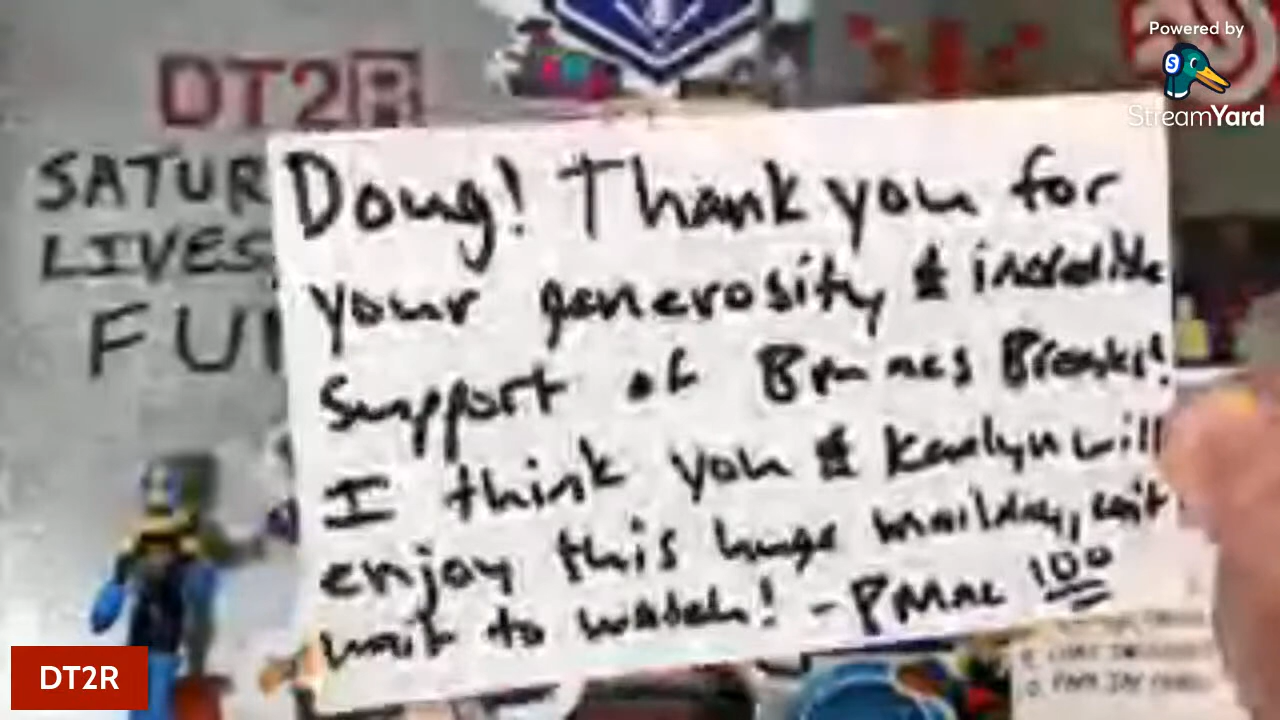 Powered by
StreamYard
DT2R
SATUR
LIVES,
FU
Doug! Thank you for
your generosity & incredible
support of Breaks!
I think you & Kaelyn will
enjoy this huge mailday, can't
wait to watch! - PMac 100
DT2R